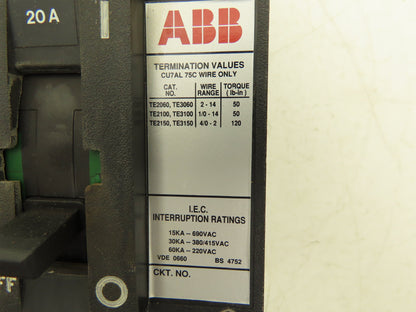 20 A
ABB
TERMINATION VALUES
CU7AL 75C WIRE ONLY
CAT. NO. WIRE RANGE TORQUE (lb-in)
TE2060, TE3060 2 - 14 50
TE2100, TE3100 1/0 - 14 50
TE2150, TE3150 4/0 - 2 120
I.E.C.
INTERRUPTION RATINGS
15KA – 690VAC
30KA – 380/415VAC
60KA – 220VAC
VDE 0660 BS 4752
CKT. NO.